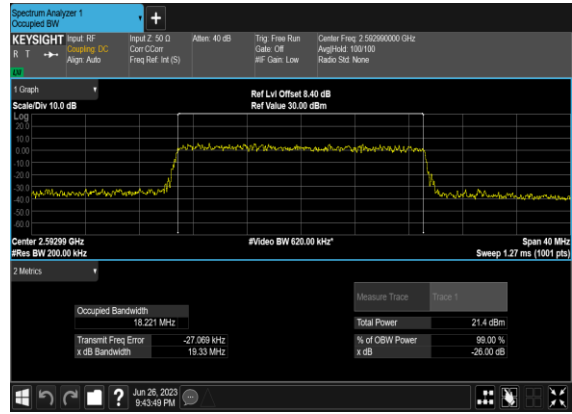 Spectrum Analyzer 1
Occupied BW
+
KEYSIGHT Input: RF Input Z: 50 Ω Atten: 40 dB Trig: Free Run Center Freq: 2.592990000 GHz
R T Coupling: DC Corr CCorr Gate: Off Avg|Hold: 100/100
Align: Auto Freq Ref: Int (S) #IF Gain: Low Radio Std: None
1 Graph
Ref Lvl Offset 8.40 dB
Scale/Div 10.0 dB Ref Value 30.00 dBm
Log
20.0
10.0
0.00
-10.0
-20.0
-30.0
-40.0
-50.0
-60.0
Center 2.59299 GHz #Video BW 620.00 kHz* Span 40 MHz
#Res BW 200.00 kHz Sweep 1.27 ms (1001 pts)
2 Metrics
Measure Trace Trace 1
Occupied Bandwidth
18.221 MHz Total Power 21.4 dBm
Transmit Freq Error -27.069 kHz % of OBW Power 99.00 %
x dB Bandwidth 19.33 MHz x dB -26.00 dB
? Jun 26, 2023
9:43:49 PM